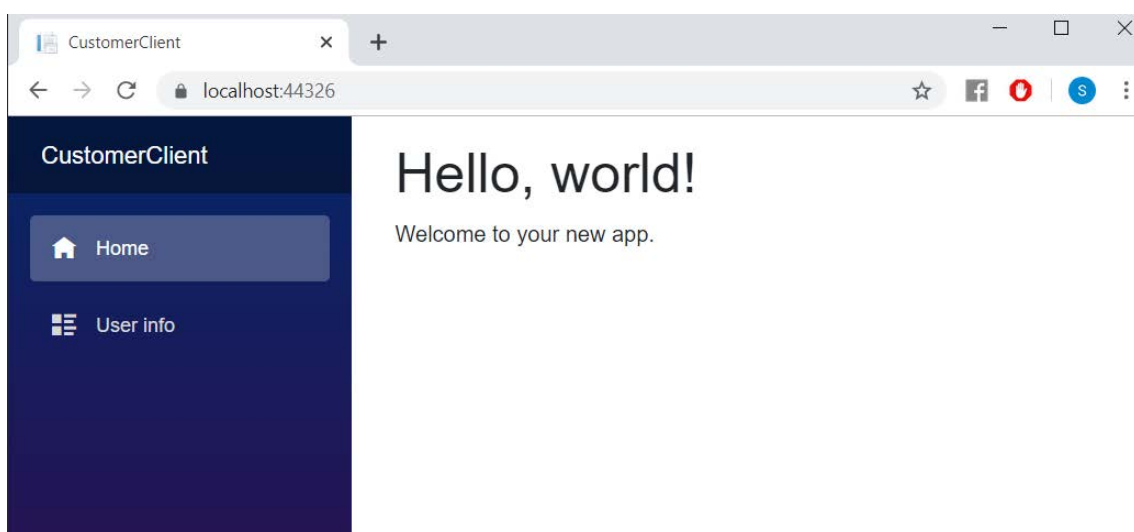 CustomerClient
localhost:44326
S
CustomerClient
Hello, world!
Welcome to your new app.
Home
User info